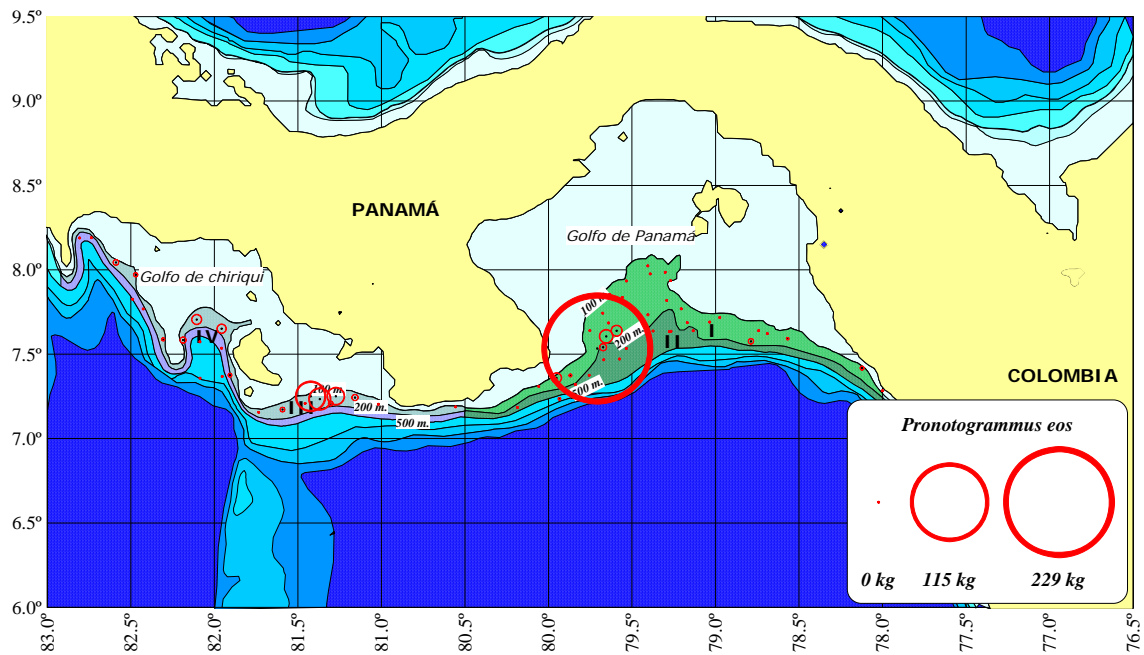 9.5º
9.0º
8.5º
8.0º
7.5º
7.0º
6.5º
6.0º
PANAMÁ
Golfo de Panamá
Golfo de chiriqui
COLOMBIA
100 m.
200 m.
500 m.
I
II
III
IV
100 m.
200 m.
500 m.
Pronotogrammus eos
0 kg
115 kg
229 kg
83.0º
82.5º
82.0º
81.5º
81.0º
80.5º
80.0º
79.5º
79.0º
78.5º
78.0º
77.5º
77.0º
76.5º